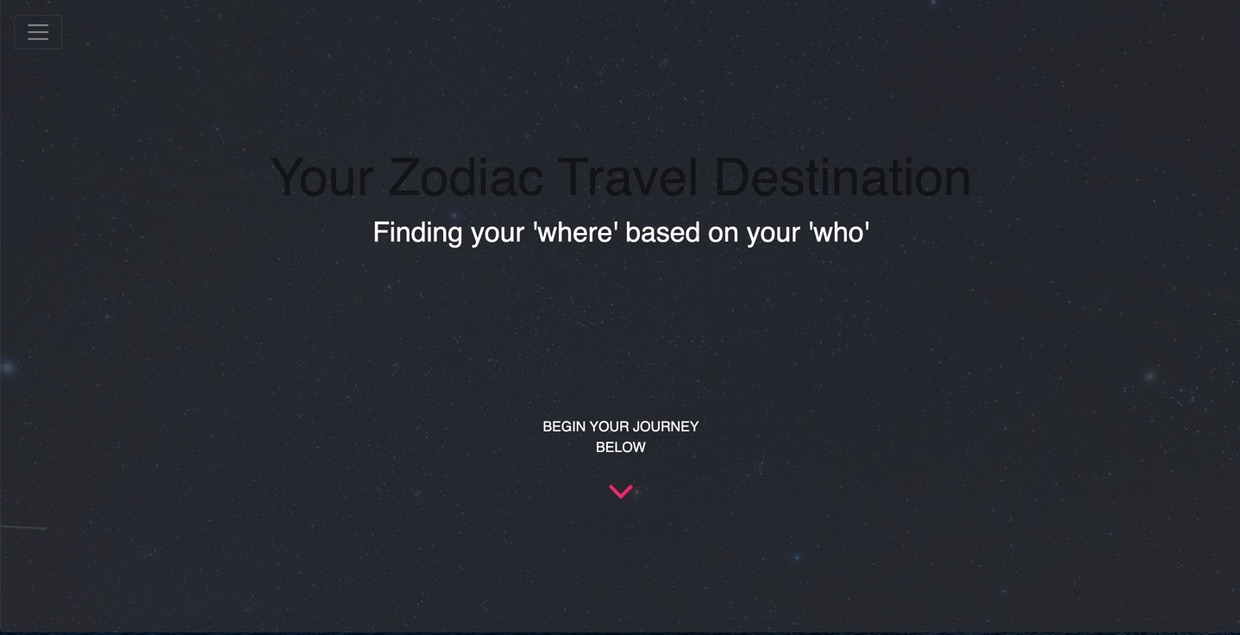 Your Zodiac Travel Destination
Finding your 'where' based on your 'who'
BEGIN YOUR JOURNEY
BELOW